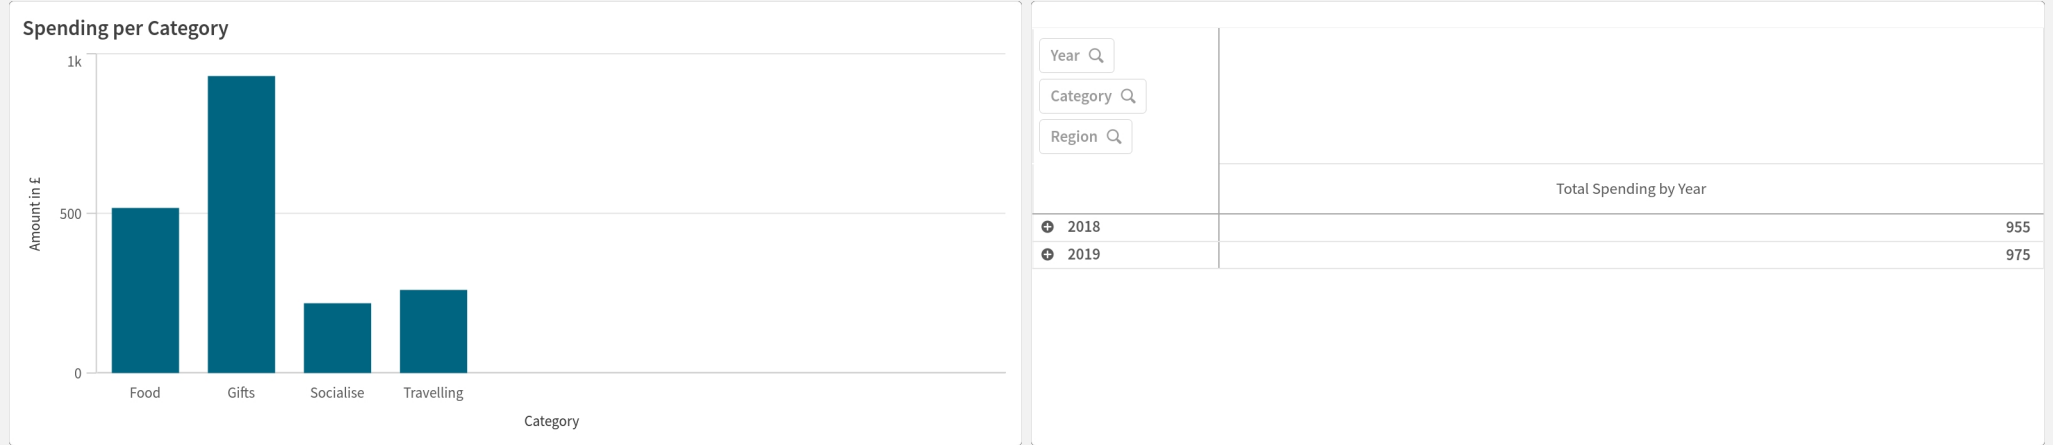 Spending per Category
1k
500
0
Amount in £
Food
Gifts
Socialise
Travelling
Category
Year
Category
Region
Total Spending by Year
2018 955
2019 975